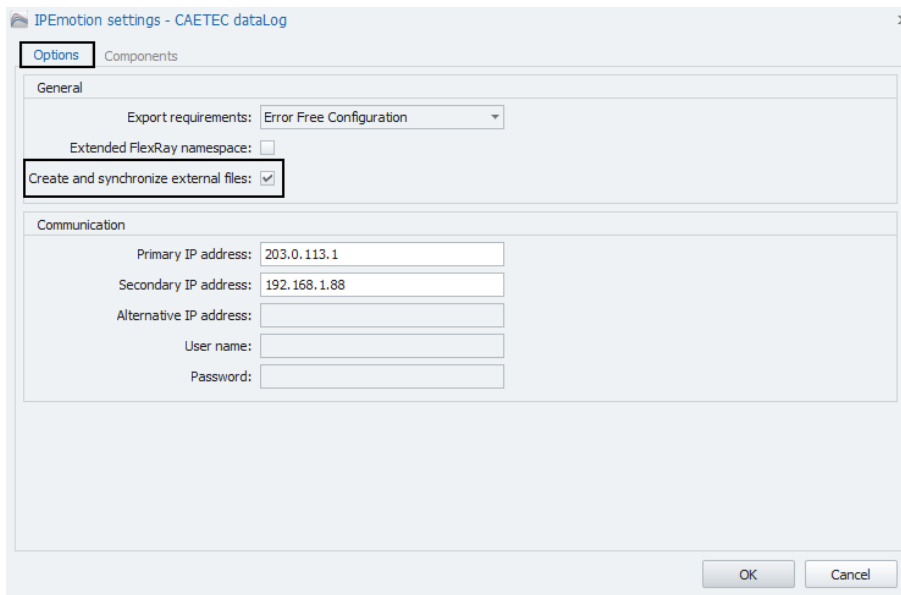 IPEmotion settings - CAETEC dataLog
Options Components
General
Export requirements: Error Free Configuration
Extended FlexRay namespace:
Create and synchronize external files:
Communication
Primary IP address: 203.0.113.1
Secondary IP address: 192.168.1.88
Alternative IP address:
User name:
Password:
OK Cancel